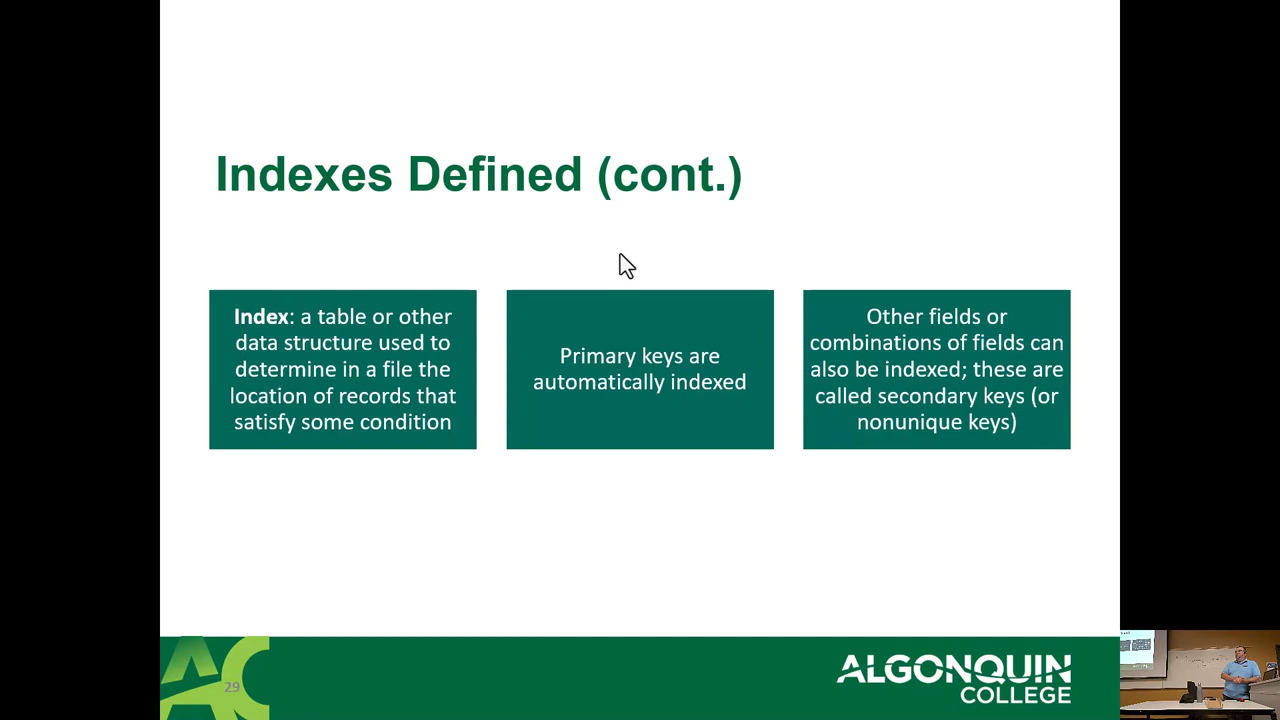 Indexes Defined (cont.)
Index: a table or other
data structure used to
determine in a file the
location of records that
satisfy some condition
Primary keys are
automatically indexed
Other fields or
combinations of fields can
also be indexed; these are
called secondary keys (or
nonunique keys)
AC
29
ALGONQUIN
COLLEGE